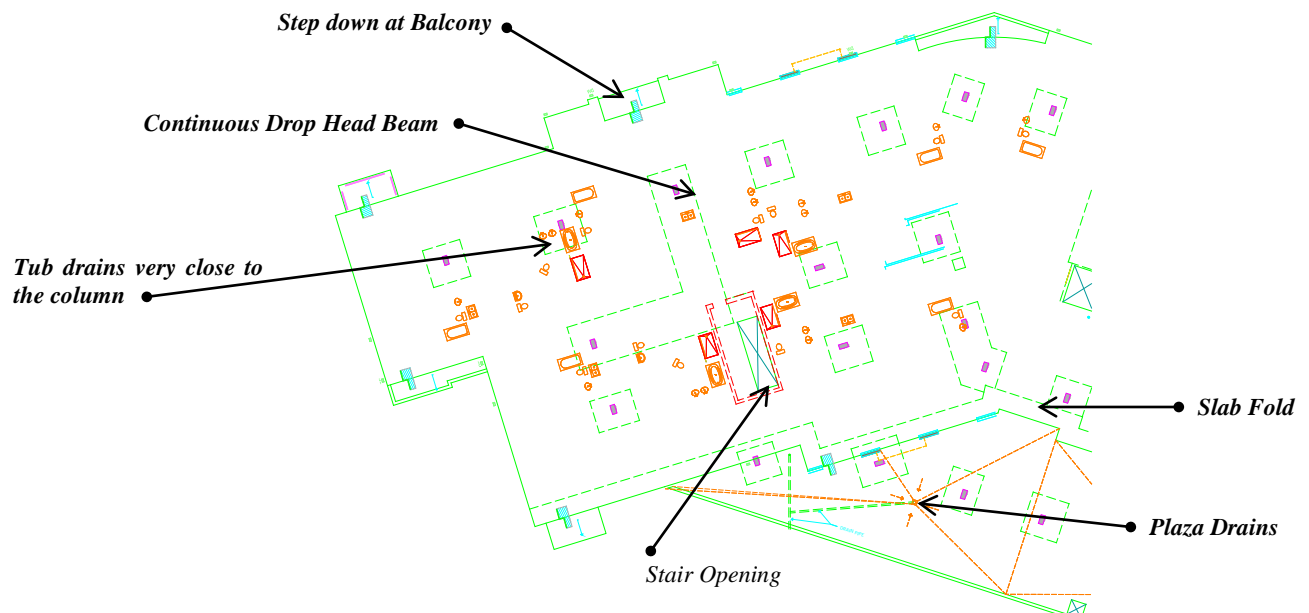 Step down at Balcony
Continuous Drop Head Beam
Tub drains very close to
the column
Slab Fold
Plaza Drains
Stair Opening